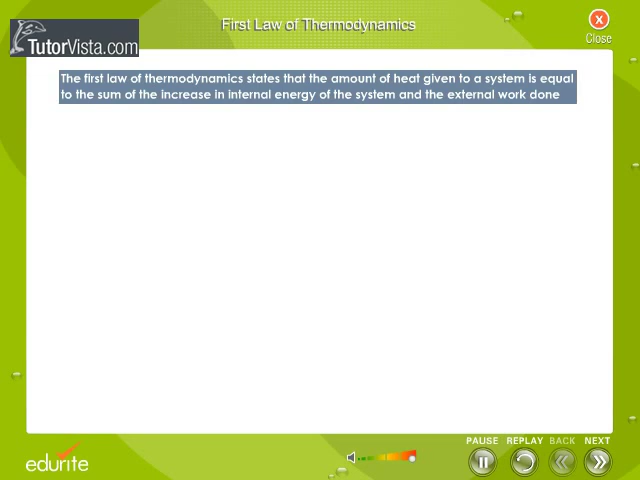 First Law of Thermodynamics
x
Close
TutorVista.com
The first law of thermodynamics states that the amount of heat given to a system is equal
to the sum of the increase in internal energy of the system and the external work done
PAUSE REPLAY BACK NEXT
edurite